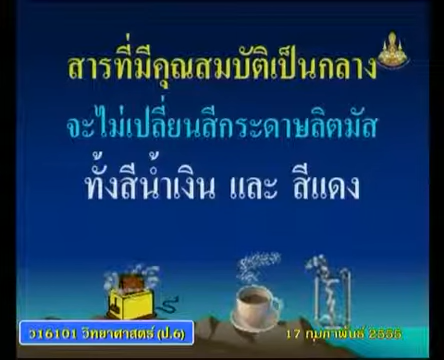 สารที่มีคุณสมบัติเป็นกลาง
จะไม่เปลี่ยนสีกระดาษลิตมัส
ทั้งสีน้ำเงิน และ สีแดง
ว16101 วิทยาศาสตร์ (ป.6)
17 กุมภาพันธ์ 2555